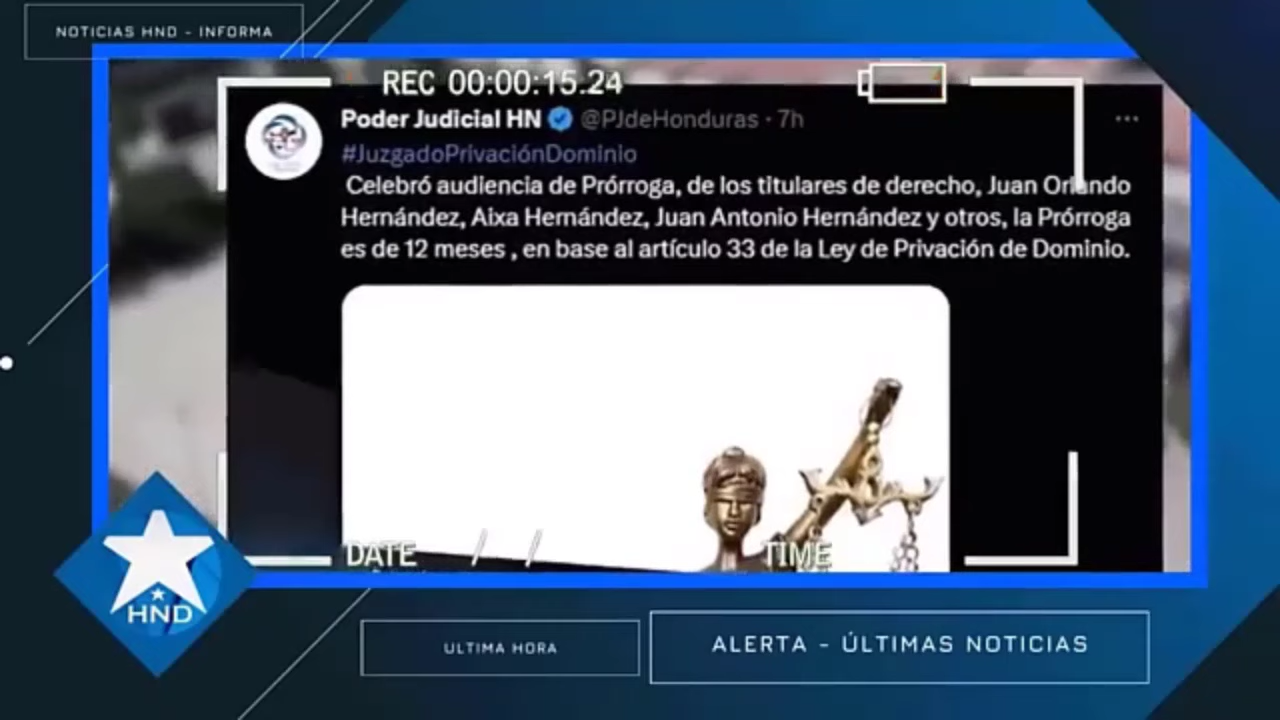 NOTICIAS HND - INFORMA
REC 00:00:15.24
Poder Judicial HN @PJdeHonduras · 7h
#JuzgadoPrivaciónDominio
Celebró audiencia de Prórroga, de los titulares de derecho, Juan Orlando
Hernández, Aixa Hernández, Juan Antonio Hernández y otros, la Prórroga
es de 12 meses , en base al artículo 33 de la Ley de Privación de Dominio.
DATE / / TIME
HND
ULTIMA HORA
ALERTA - ÚLTIMAS NOTICIAS